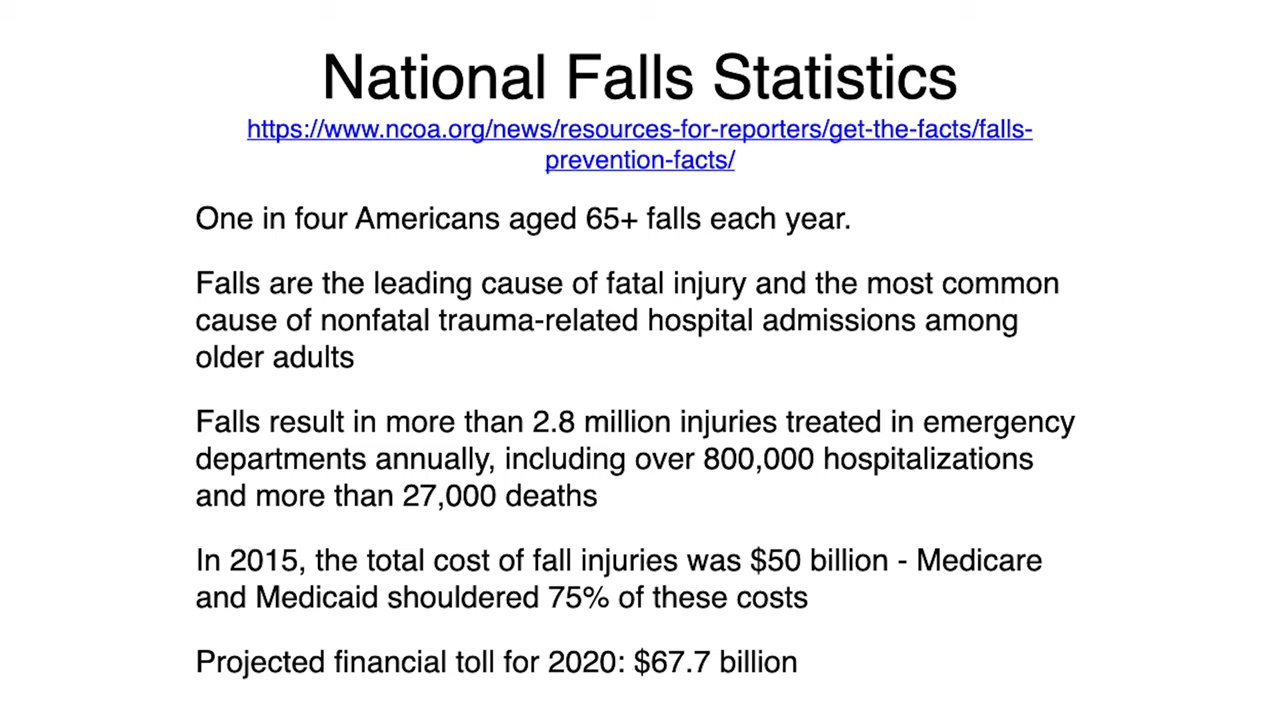 National Falls Statistics
https://www.ncoa.org/news/resources-for-reporters/get-the-facts/falls-
prevention-facts/
One in four Americans aged 65+ falls each year.
Falls are the leading cause of fatal injury and the most common
cause of nonfatal trauma-related hospital admissions among
older adults
Falls result in more than 2.8 million injuries treated in emergency
departments annually, including over 800,000 hospitalizations
and more than 27,000 deaths
In 2015, the total cost of fall injuries was $50 billion - Medicare
and Medicaid shouldered 75% of these costs
Projected financial toll for 2020: $67.7 billion